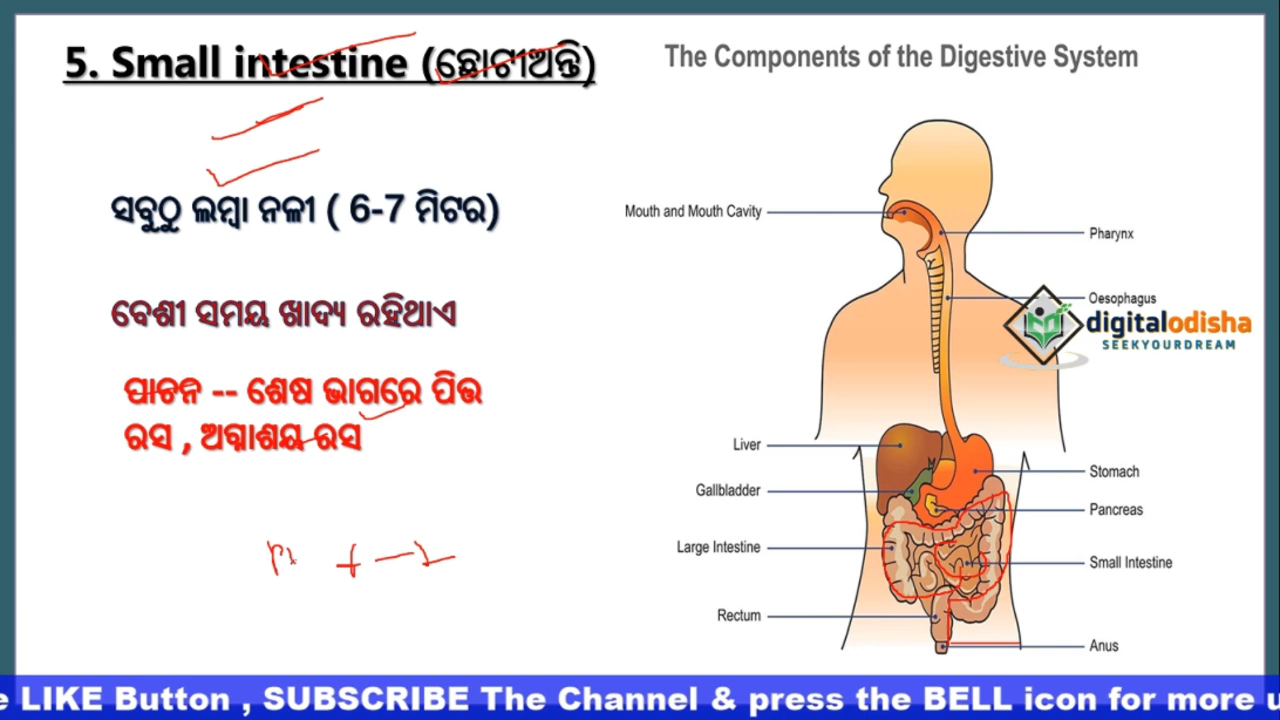 5. Small intestine (ଛୋଟୀଅନ୍ତି)
The Components of the Digestive System
ସବୁଠୁ ଲମ୍ବା ନଳୀ ( 6-7 ମିଟର)
ବେଶୀ ସମୟ ଖାଦ୍ୟ ରହିଥାଏ
ପାଚନ -- ଶେଷ ଭାଗରେ ପିତ୍ତ
ରସ , ଅଗ୍ନାଶୟ ରସ
Mouth and Mouth Cavity
Pharynx
Oesophagus
digitalodisha
SEEKYOURDREAM
Liver
Stomach
Gallbladder
Pancreas
Large Intestine
Small Intestine
Rectum
Anus
LIKE Button , SUBSCRIBE The Channel & press the BELL icon for more